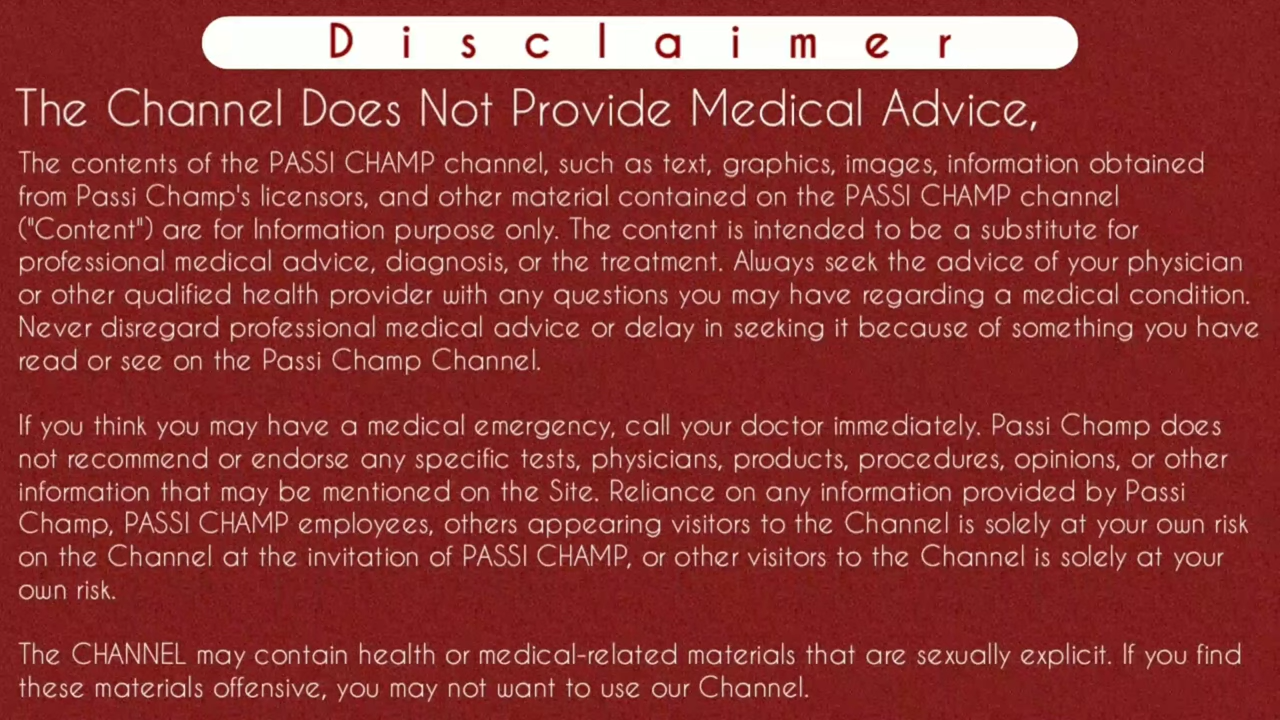 Disclaimer
The Channel Does Not Provide Medical Advice,
The contents of the PASSI CHAMP channel, such as text, graphics, images, information obtained
from Passi Champ's licensors, and other material contained on the PASSI CHAMP channel
("Content") are for Information purpose only. The content is intended to be a substitute for
professional medical advice, diagnosis, or the treatment. Always seek the advice of your physician
or other qualified health provider with any questions you may have regarding a medical condition.
Never disregard professional medical advice or delay in seeking it because of something you have
read or see on the Passi Champ Channel.
If you think you may have a medical emergency, call your doctor immediately. Passi Champ does
not recommend or endorse any specific tests, physicians, products, procedures, opinions, or other
information that may be mentioned on the Site. Reliance on any information provided by Passi
Champ, PASSI CHAMP employees, others appearing visitors to the Channel is solely at your own risk
on the Channel at the invitation of PASSI CHAMP, or other visitors to the Channel is solely at your
own risk.
The CHANNEL may contain health or medical-related materials that are sexually explicit. If you find
these materials offensive, you may not want to use our Channel.